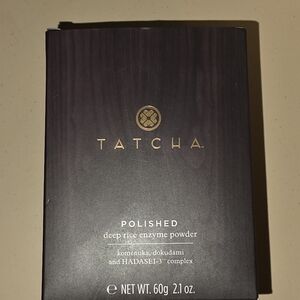 TATCHA
POLISHED
deep rice enzyme powder
komenuka, dokudami
and HADASEI-3™ complex
℮ NET WT. 60g 2.1 oz.